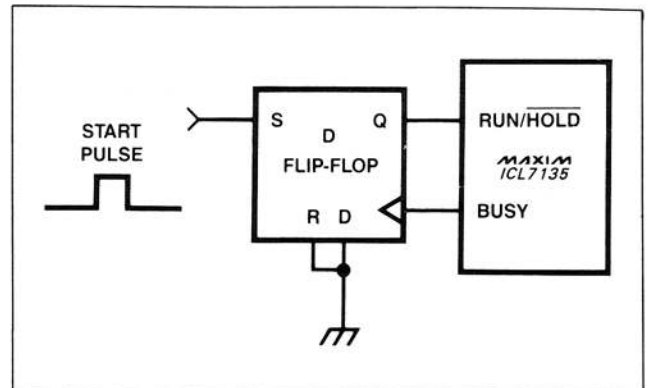 START
PULSE
S
D
Q
FLIP-FLOP
R D
RUN/HOLD
MAXIM
ICL7135
BUSY